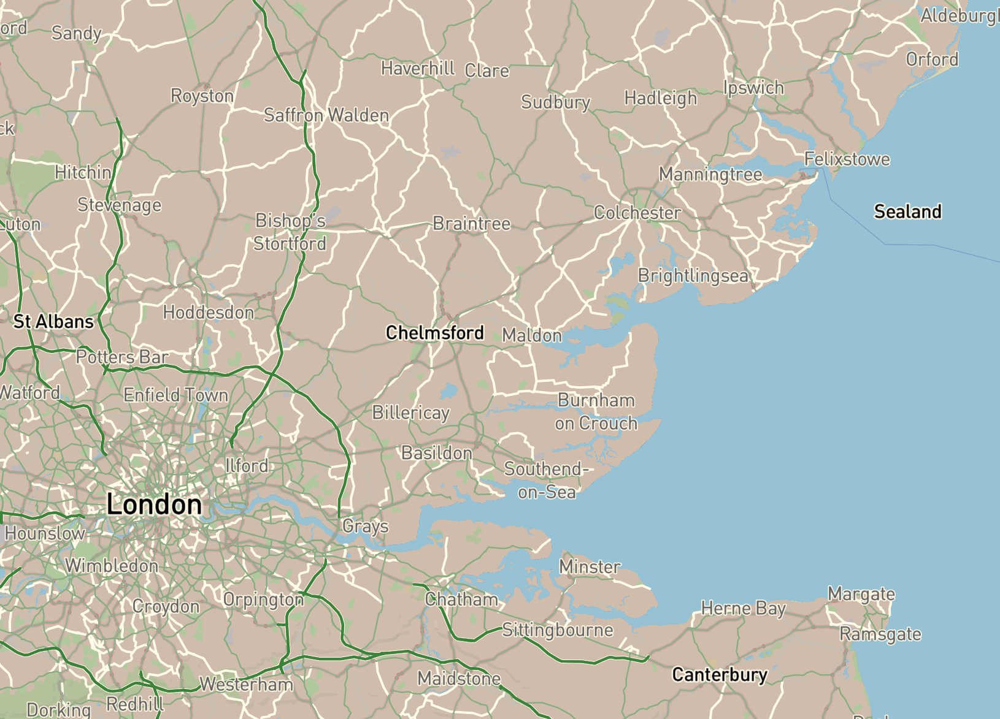 Aldeburgh
ord
Sandy
Orford
Haverhill
Clare
Ipswich
Royston
Sudbury
Hadleigh
Saffron Walden
ck
Felixstowe
Hitchin
Manningtree
Stevenage
Sealand
Colchester
Luton
Bishop's
Stortford
Braintree
Brightlingsea
Hoddesdon
St Albans
Chelmsford
Maldon
Potters Bar
Watford
Enfield Town
Burnham
on Crouch
Billericay
Basildon
Ilford
Southend-
on-Sea
London
Grays
Hounslow
Wimbledon
Minster
Margate
Orpington
Chatham
Croydon
Herne Bay
Sittingbourne
Ramsgate
Canterbury
Maidstone
Westerham
Redhill
Dorking